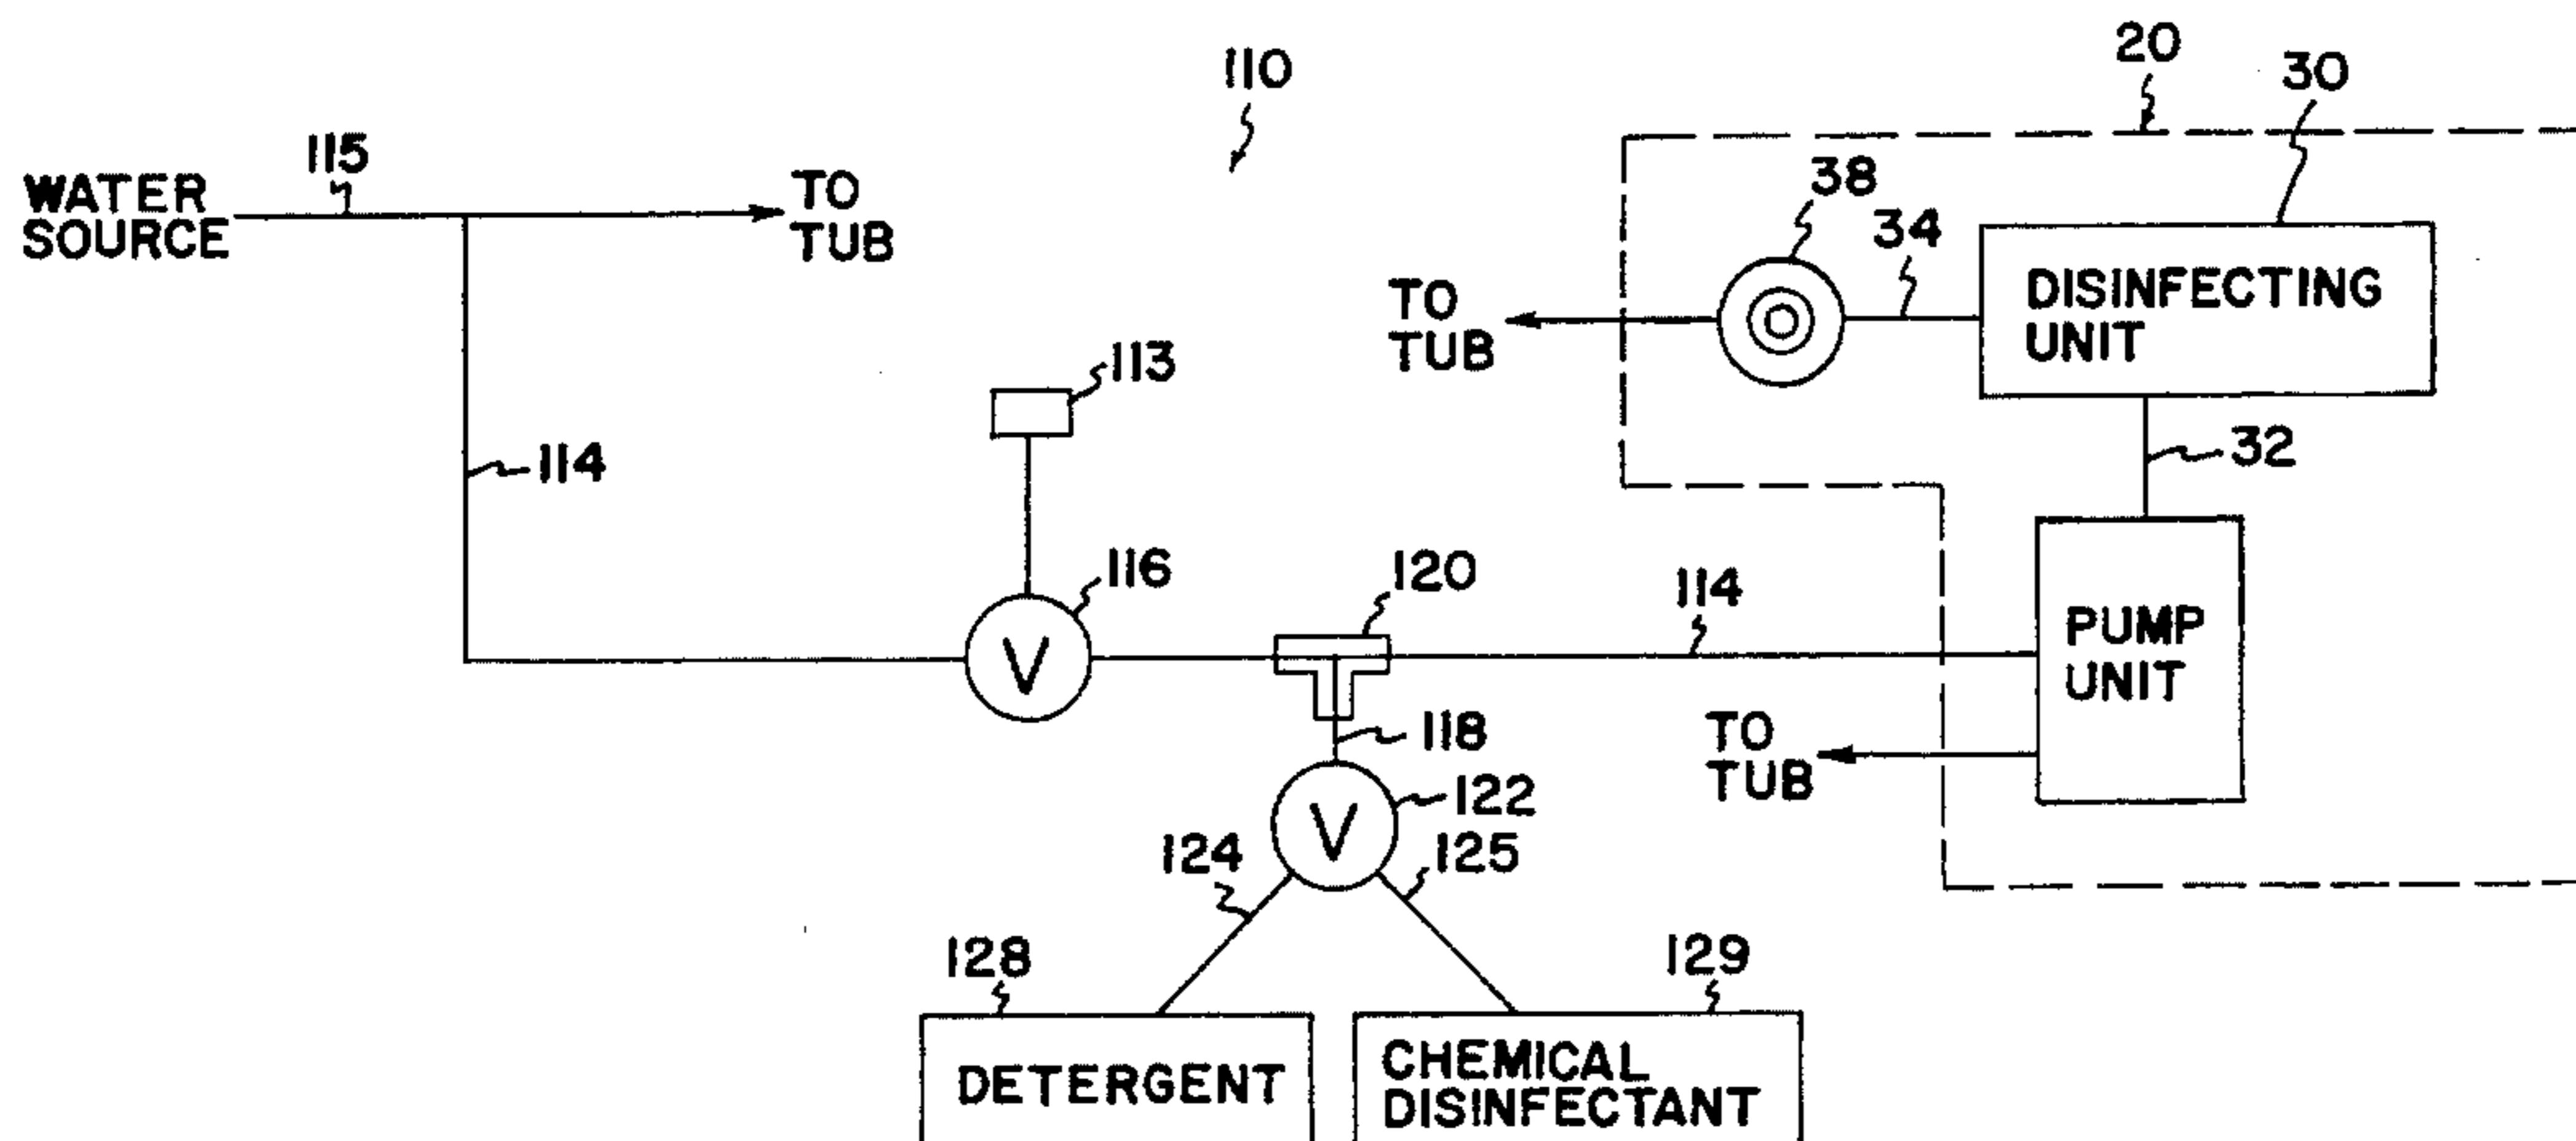 20
110
30
115
WATER
SOURCE
TO
TUB
38
34
TO
TUB
DISINFECTING
UNIT
113
114
32
116
120
114
PUMP
UNIT
V
118
TO
TUB
122
V
124
125
128
129
DETERGENT
CHEMICAL
DISINFECTANT